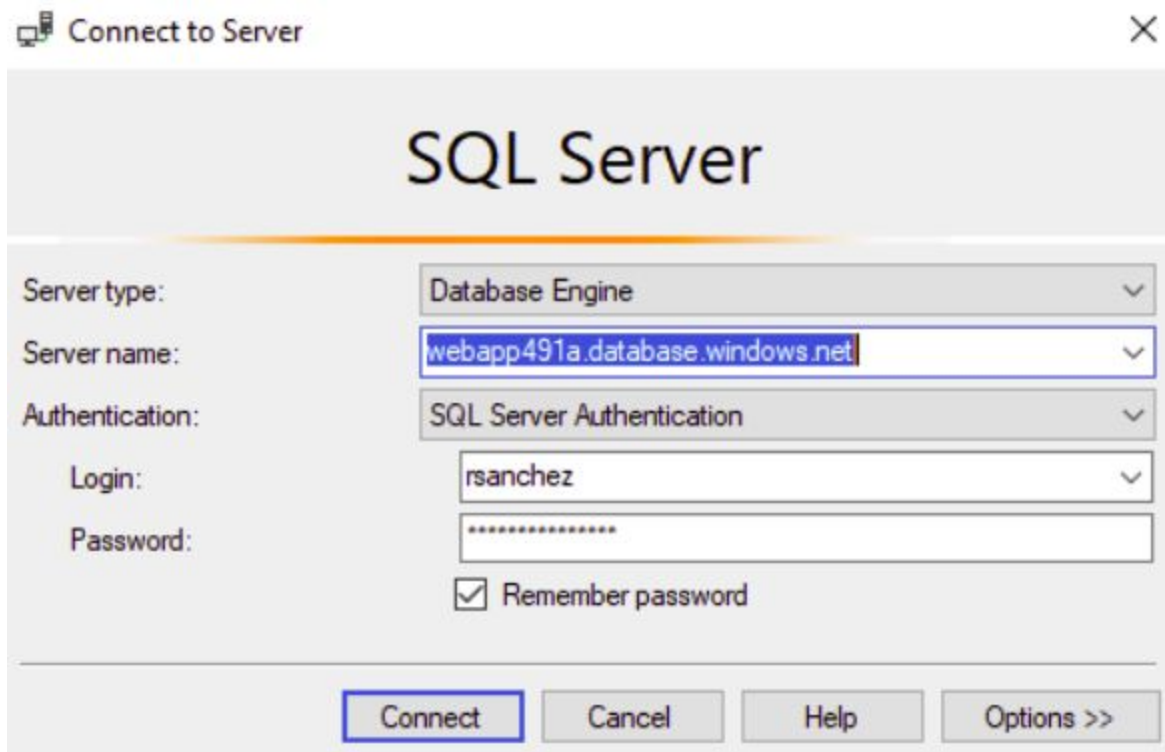 Connect to Server
SQL Server
Server type: Database Engine
Server name: webapp491a.database.windows.net
Authentication: SQL Server Authentication
Login: rsanchez
Password: ***************
Remember password
Connect Cancel Help Options >>